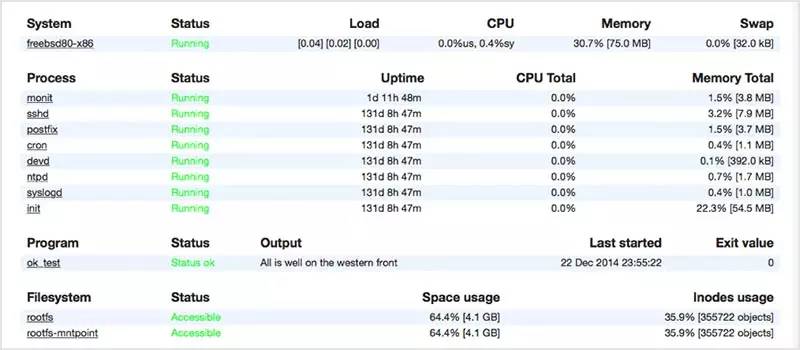 System Status Load CPU Memory Swap
freebsd80-x86 Running [0.04] [0.02] [0.00] 0.0%us, 0.4%sy 30.7% [75.0 MB] 0.0% [32.0 kB]
Process Status Uptime CPU Total Memory Total
monit Running 1d 11h 48m 0.0% 1.5% [3.8 MB]
sshd Running 131d 8h 47m 0.0% 3.2% [7.9 MB]
postfix Running 131d 8h 47m 0.0% 1.5% [3.7 MB]
cron Running 131d 8h 47m 0.0% 0.4% [1.1 MB]
devd Running 131d 8h 47m 0.0% 0.1% [392.0 kB]
ntpd Running 131d 8h 47m 0.0% 0.7% [1.7 MB]
syslogd Running 131d 8h 47m 0.0% 0.4% [1.0 MB]
init Running 131d 8h 47m 0.0% 22.3% [54.5 MB]
Program Status Output Last started Exit value
ok_test Status ok All is well on the western front 22 Dec 2014 23:55:22 0
Filesystem Status Space usage Inodes usage
rootfs Accessible 64.4% [4.1 GB] 35.9% [355722 objects]
rootfs-mntpoint Accessible 64.4% [4.1 GB] 35.9% [355722 objects]